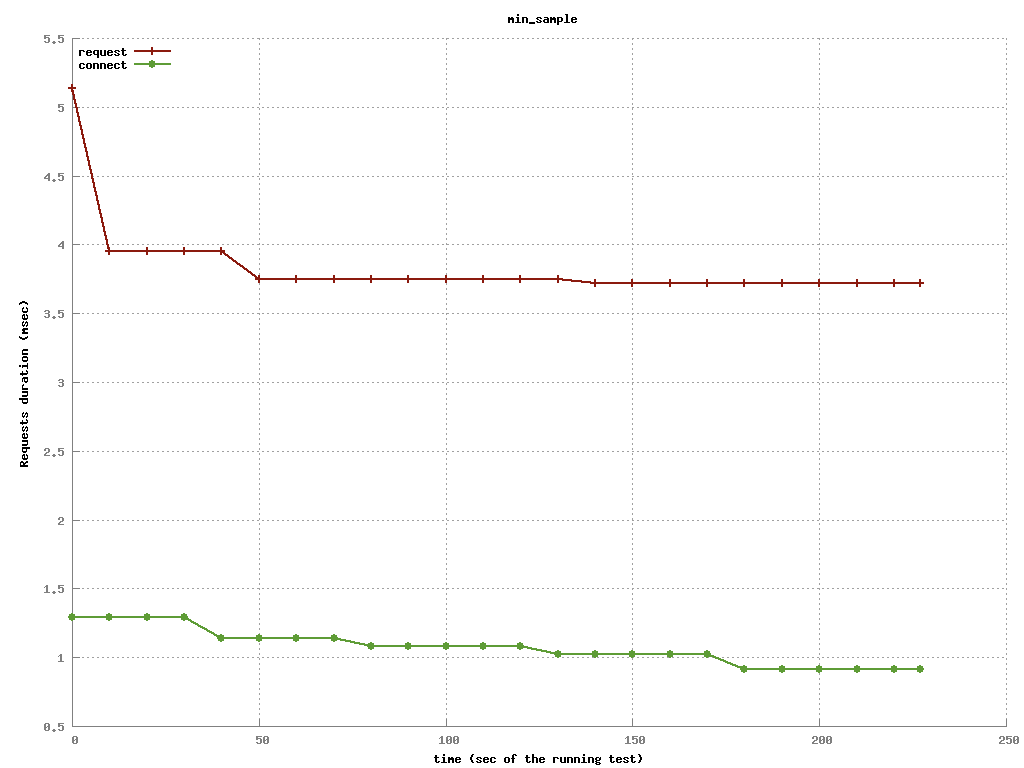 min_sample
5.5
request
connect
5
4.5
4
3.5
3
2.5
2
1.5
1
0.5
Requests duration (msec)
0 50 100 150 200 250
time (sec of the running test)